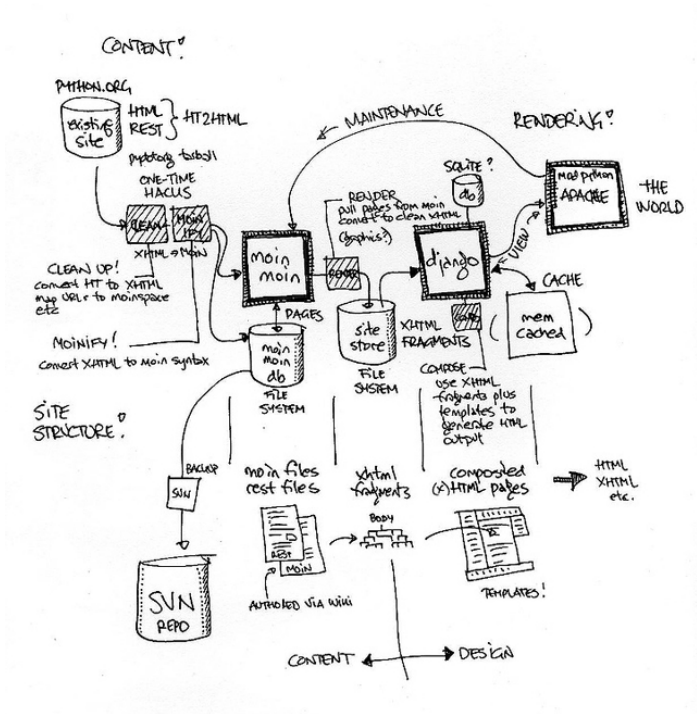 CONTENT!
PYTHON.ORG
existing
site
HTML
REST
HT2HTML
tarball
ONE-TIME
HACKS
CLEAN
MOIN
IFY
XHTML → MOIN
CLEAN UP!
convert HT to XHTML
map URLs to moinspace
etc
MOINIFY!
convert XHTML to Moin syntax
MAINTENANCE
RENDER
pull pages from moin
convert to clean XHTML
(graphics?)
moin
moin
RENDER
PAGES
moin
moin
db
FILE
SYSTEM
site
store
FILE
SYSTEM
RENDERING!
SQLITE?
db
django
mod python
APACHE
THE
WORLD
VIEW
CACHE
(mem
cached)
XHTML
FRAGMENTS
COMPOSE
use XHTML
fragments plus
templates to
generate HTML
output
SITE
STRUCTURE!
BACKUP
SVN
SVN
REPO
moin files
rest files
REST
MOIN
AUTHORED VIA WIKI
xhtml
fragments
BODY
composted
(x)HTML pages
TEMPLATES!
HTML
XHTML
etc.
CONTENT
DESIGN